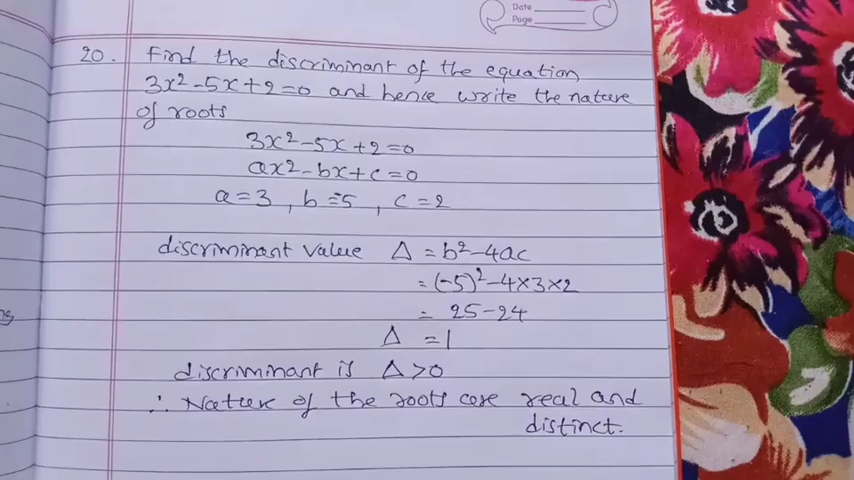 Date
Page
20. Find the discriminant of the equation
3x²-5x+2=0 and hence write the nature
of roots
3x²-5x+2=0
ax²-bx+c=0
a=3, b=-5, c=2
discriminant value Δ = b²-4ac
= (-5)²-4×3×2
= 25-24
Δ = 1
discriminant is Δ>0
∴ Nature of the roots are real and
distinct.